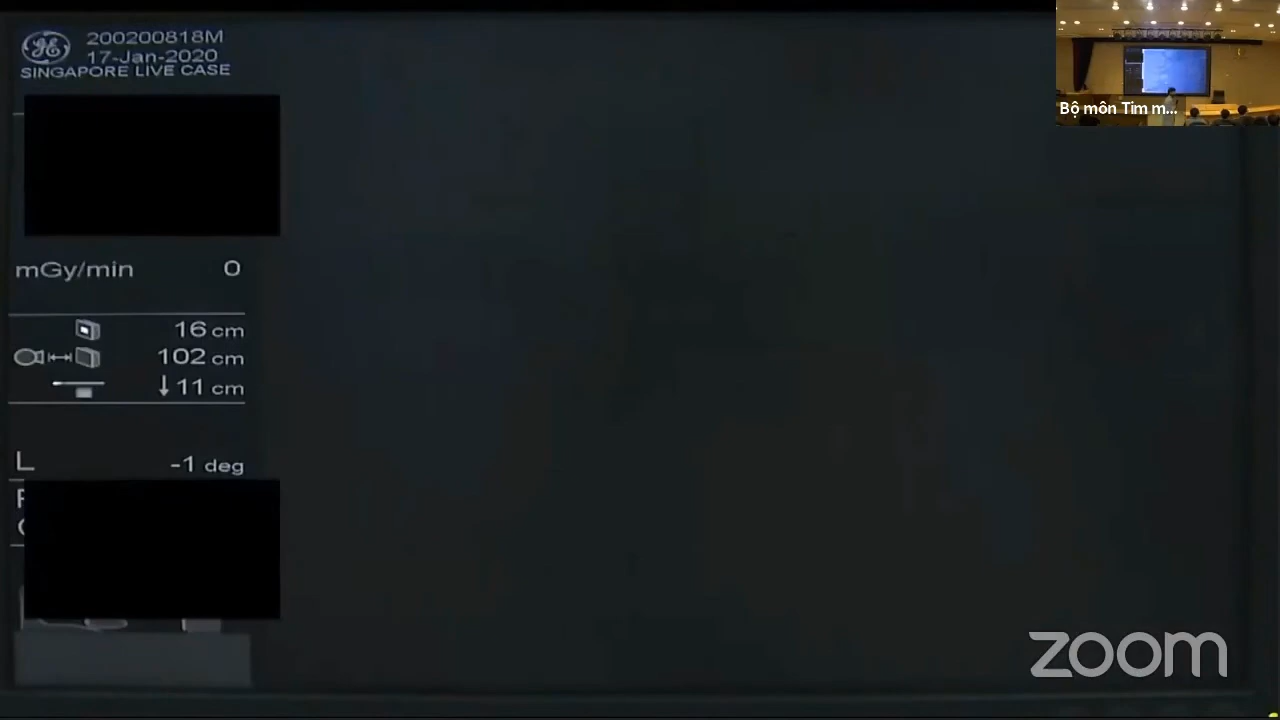 200200818M
17-Jan-2020
SINGAPORE LIVE CASE
Bộ môn Tim m...
mGy/min 0
16 cm
102 cm
↓11 cm
L -1 deg
zoom